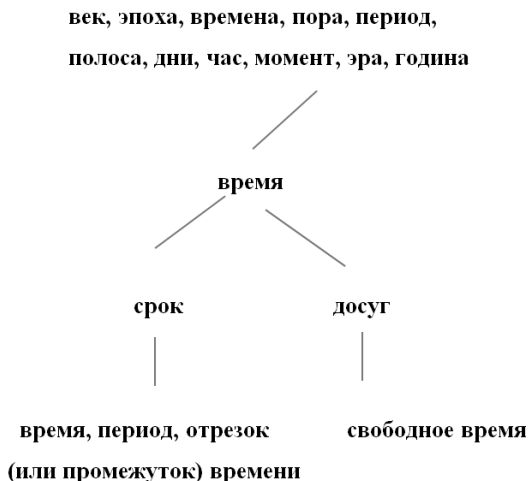 век, эпоха, времена, пора, период,
полоса, дни, час, момент, эра, година
время
срок
досуг
время, период, отрезок
(или промежуток) времени
свободное время